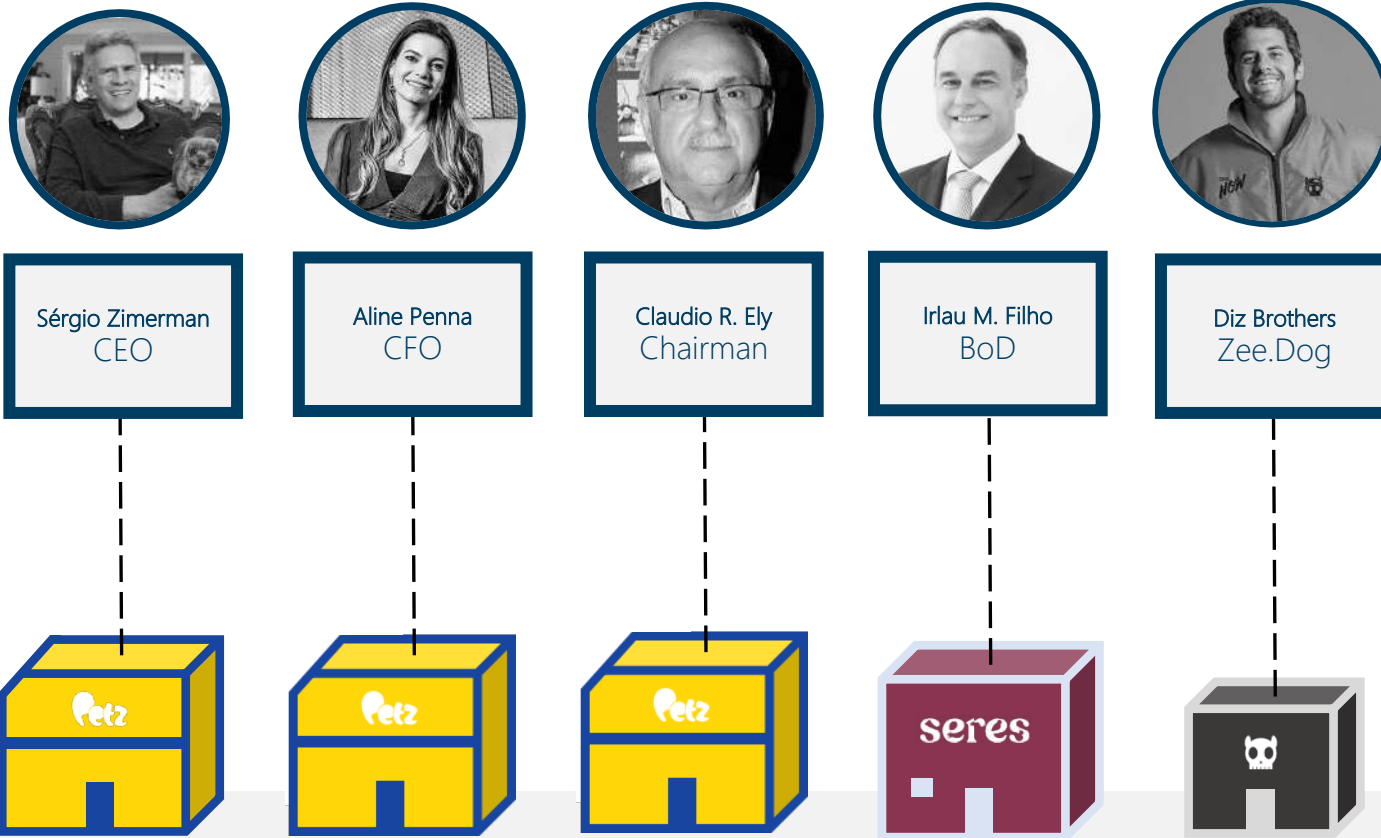 Sérgio Zimerman
CEO
Aline Penna
CFO
Claudio R. Ely
Chairman
Irlau M. Filho
BoD
Diz Brothers
Zee.Dog
NOW
Petz
Petz
Petz
seres